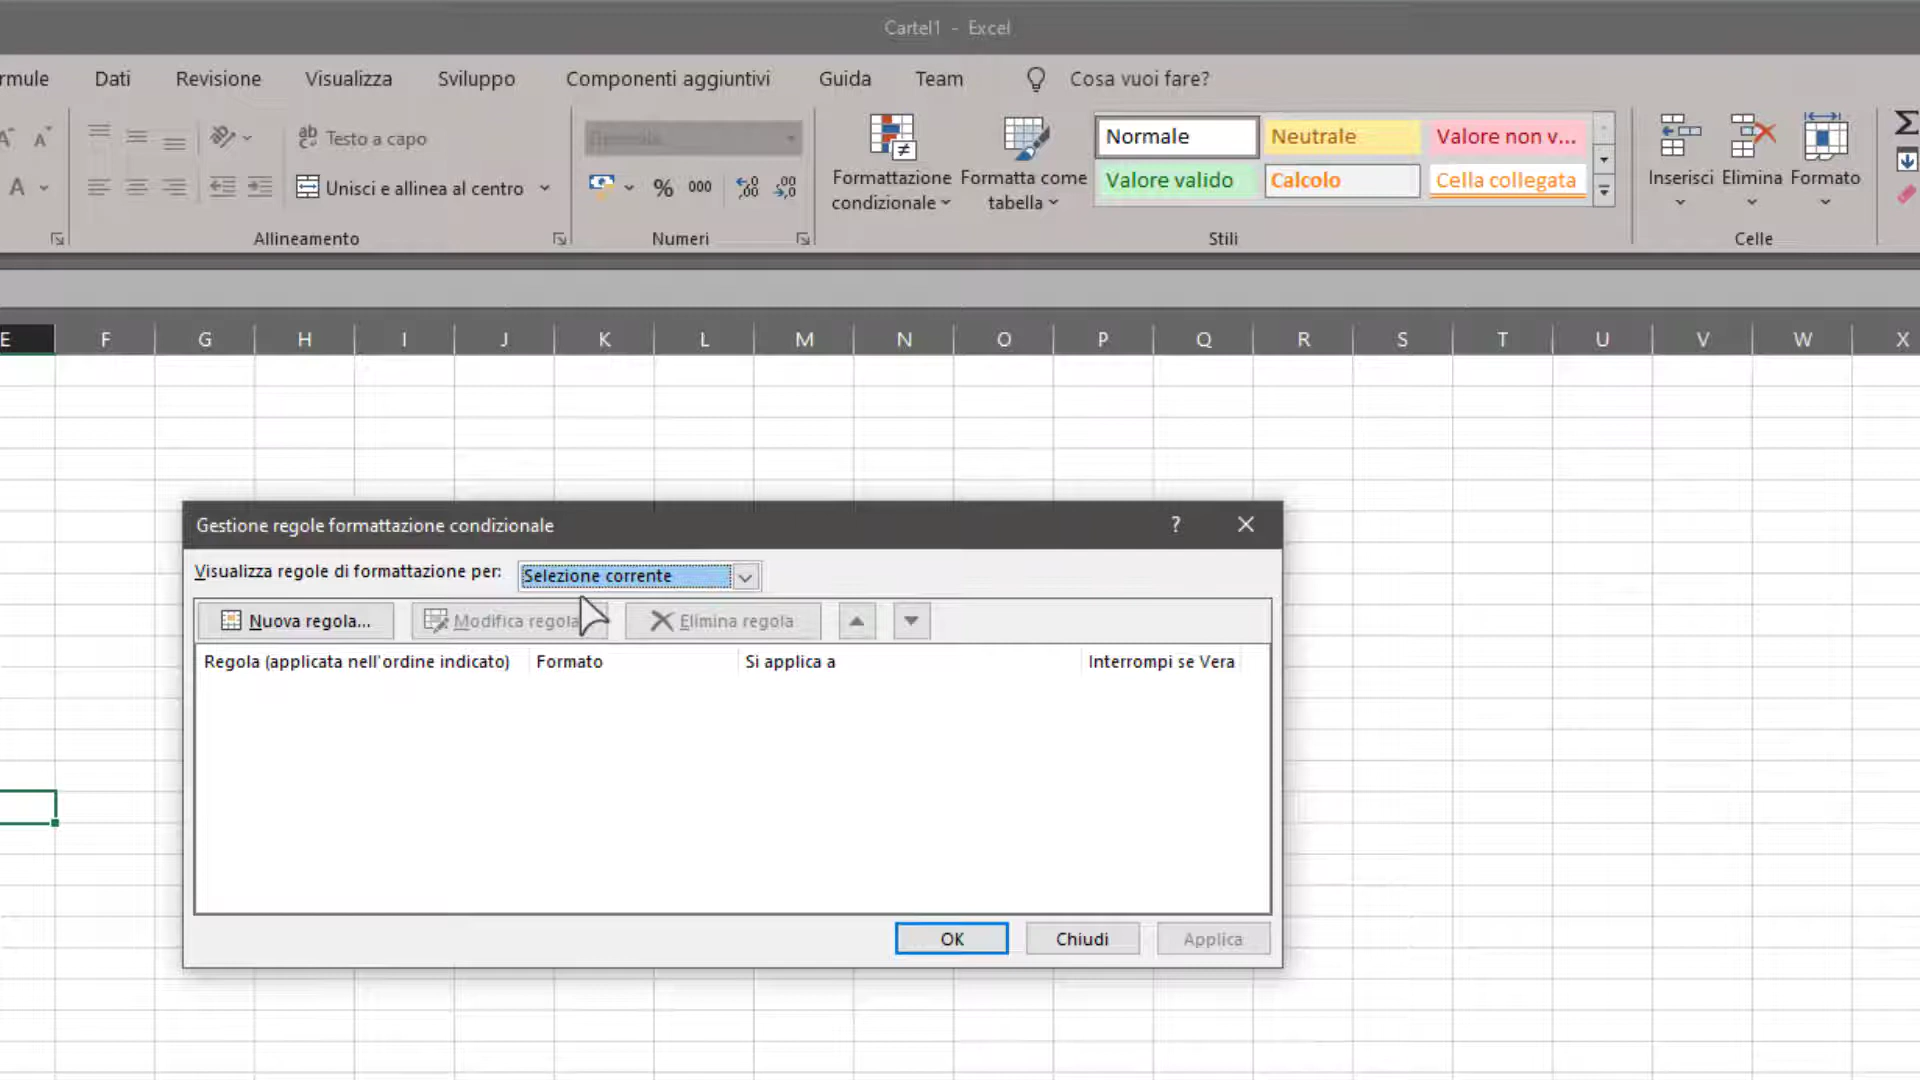 Cartel1 - Excel
rmule Dati Revisione Visualizza Sviluppo Componenti aggiuntivi Guida Team Cosa vuoi fare?
Testo a capo
Unisci e allinea al centro
% 000
Formattazione condizionale
Formatta come tabella
Normale Neutrale Valore non v...
Valore valido Calcolo Cella collegata
Inserisci Elimina Formato
Allineamento Numeri Stili Celle
E F G H I J K L M N O P Q R S T U V W X
Gestione regole formattazione condizionale ?
Visualizza regole di formattazione per: Selezione corrente
Nuova regola... Modifica regola Elimina regola
Regola (applicata nell'ordine indicato) Formato Si applica a Interrompi se Vera
OK Chiudi Applica